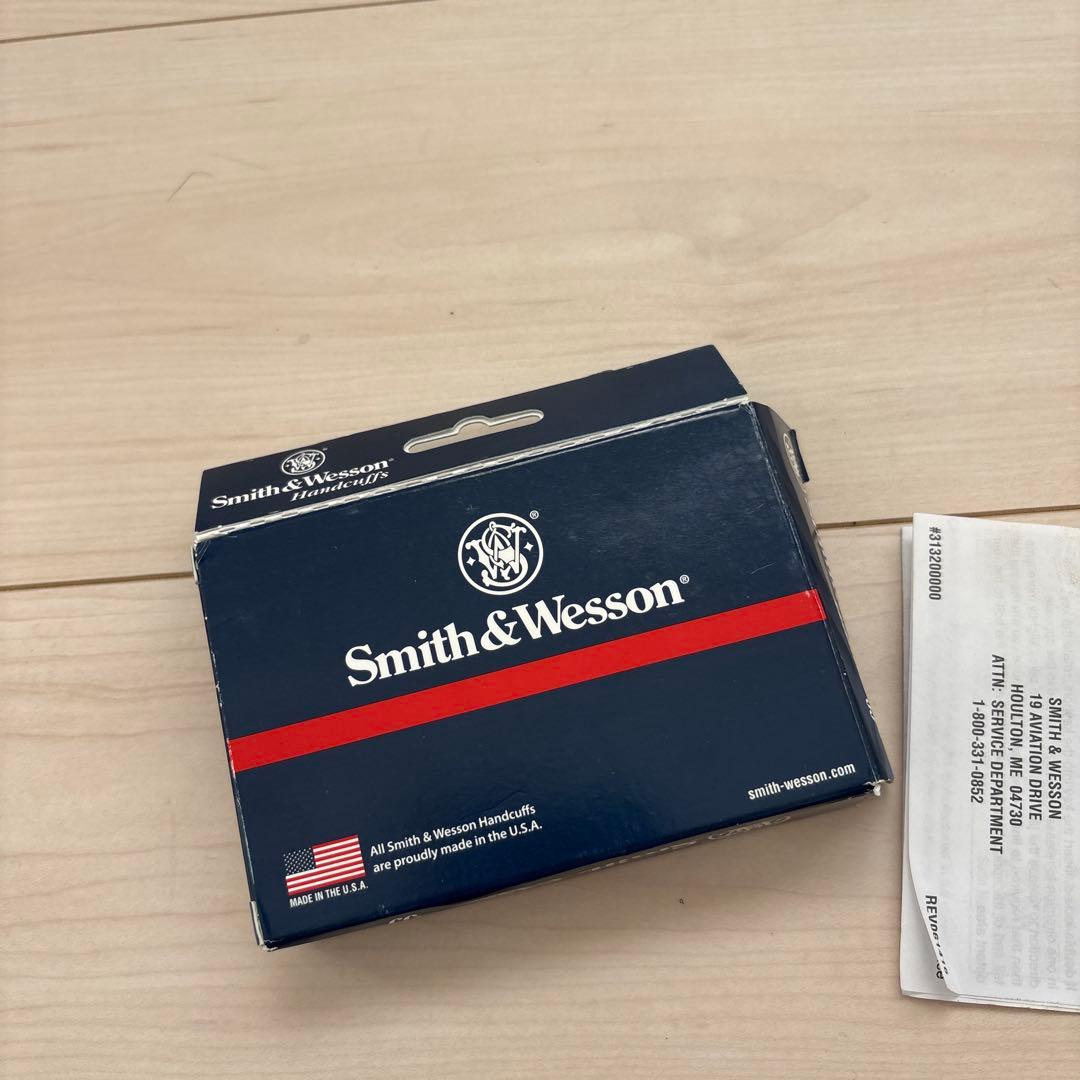 Smith & Wesson®
Handcuffs
®
Smith & Wesson®
smith-wesson.com
All Smith & Wesson Handcuffs
are proudly made in the U.S.A.
MADE IN THE U.S.A.
#313200000
SMITH & WESSON
19 AVIATION DRIVE
HOULTON, ME 04730
ATTN: SERVICE DEPARTMENT
1-800-331-0852